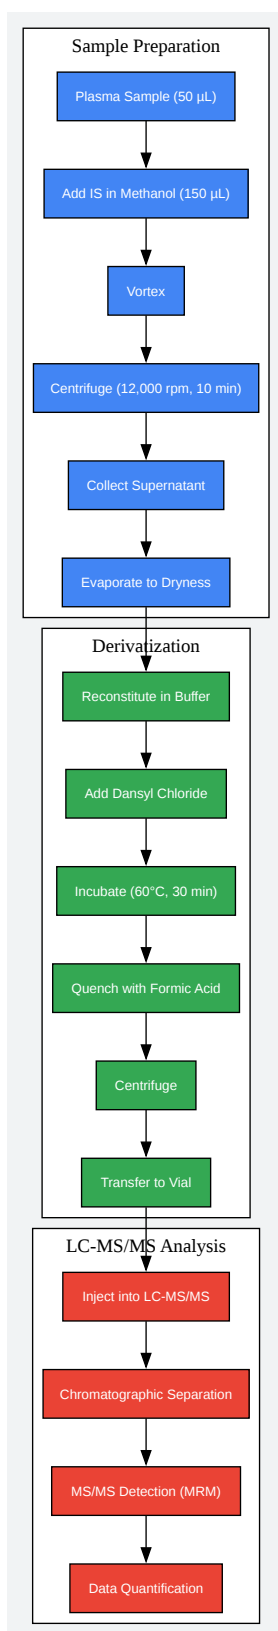 Sample Preparation
Plasma Sample (50 µL)
Add IS in Methanol (150 µL)
Vortex
Centrifuge (12,000 rpm, 10 min)
Collect Supernatant
Evaporate to Dryness
Derivatization
Reconstitute in Buffer
Add Dansyl Chloride
Incubate (60°C, 30 min)
Quench with Formic Acid
Centrifuge
Transfer to Vial
LC-MS/MS Analysis
Inject into LC-MS/MS
Chromatographic Separation
MS/MS Detection (MRM)
Data Quantification